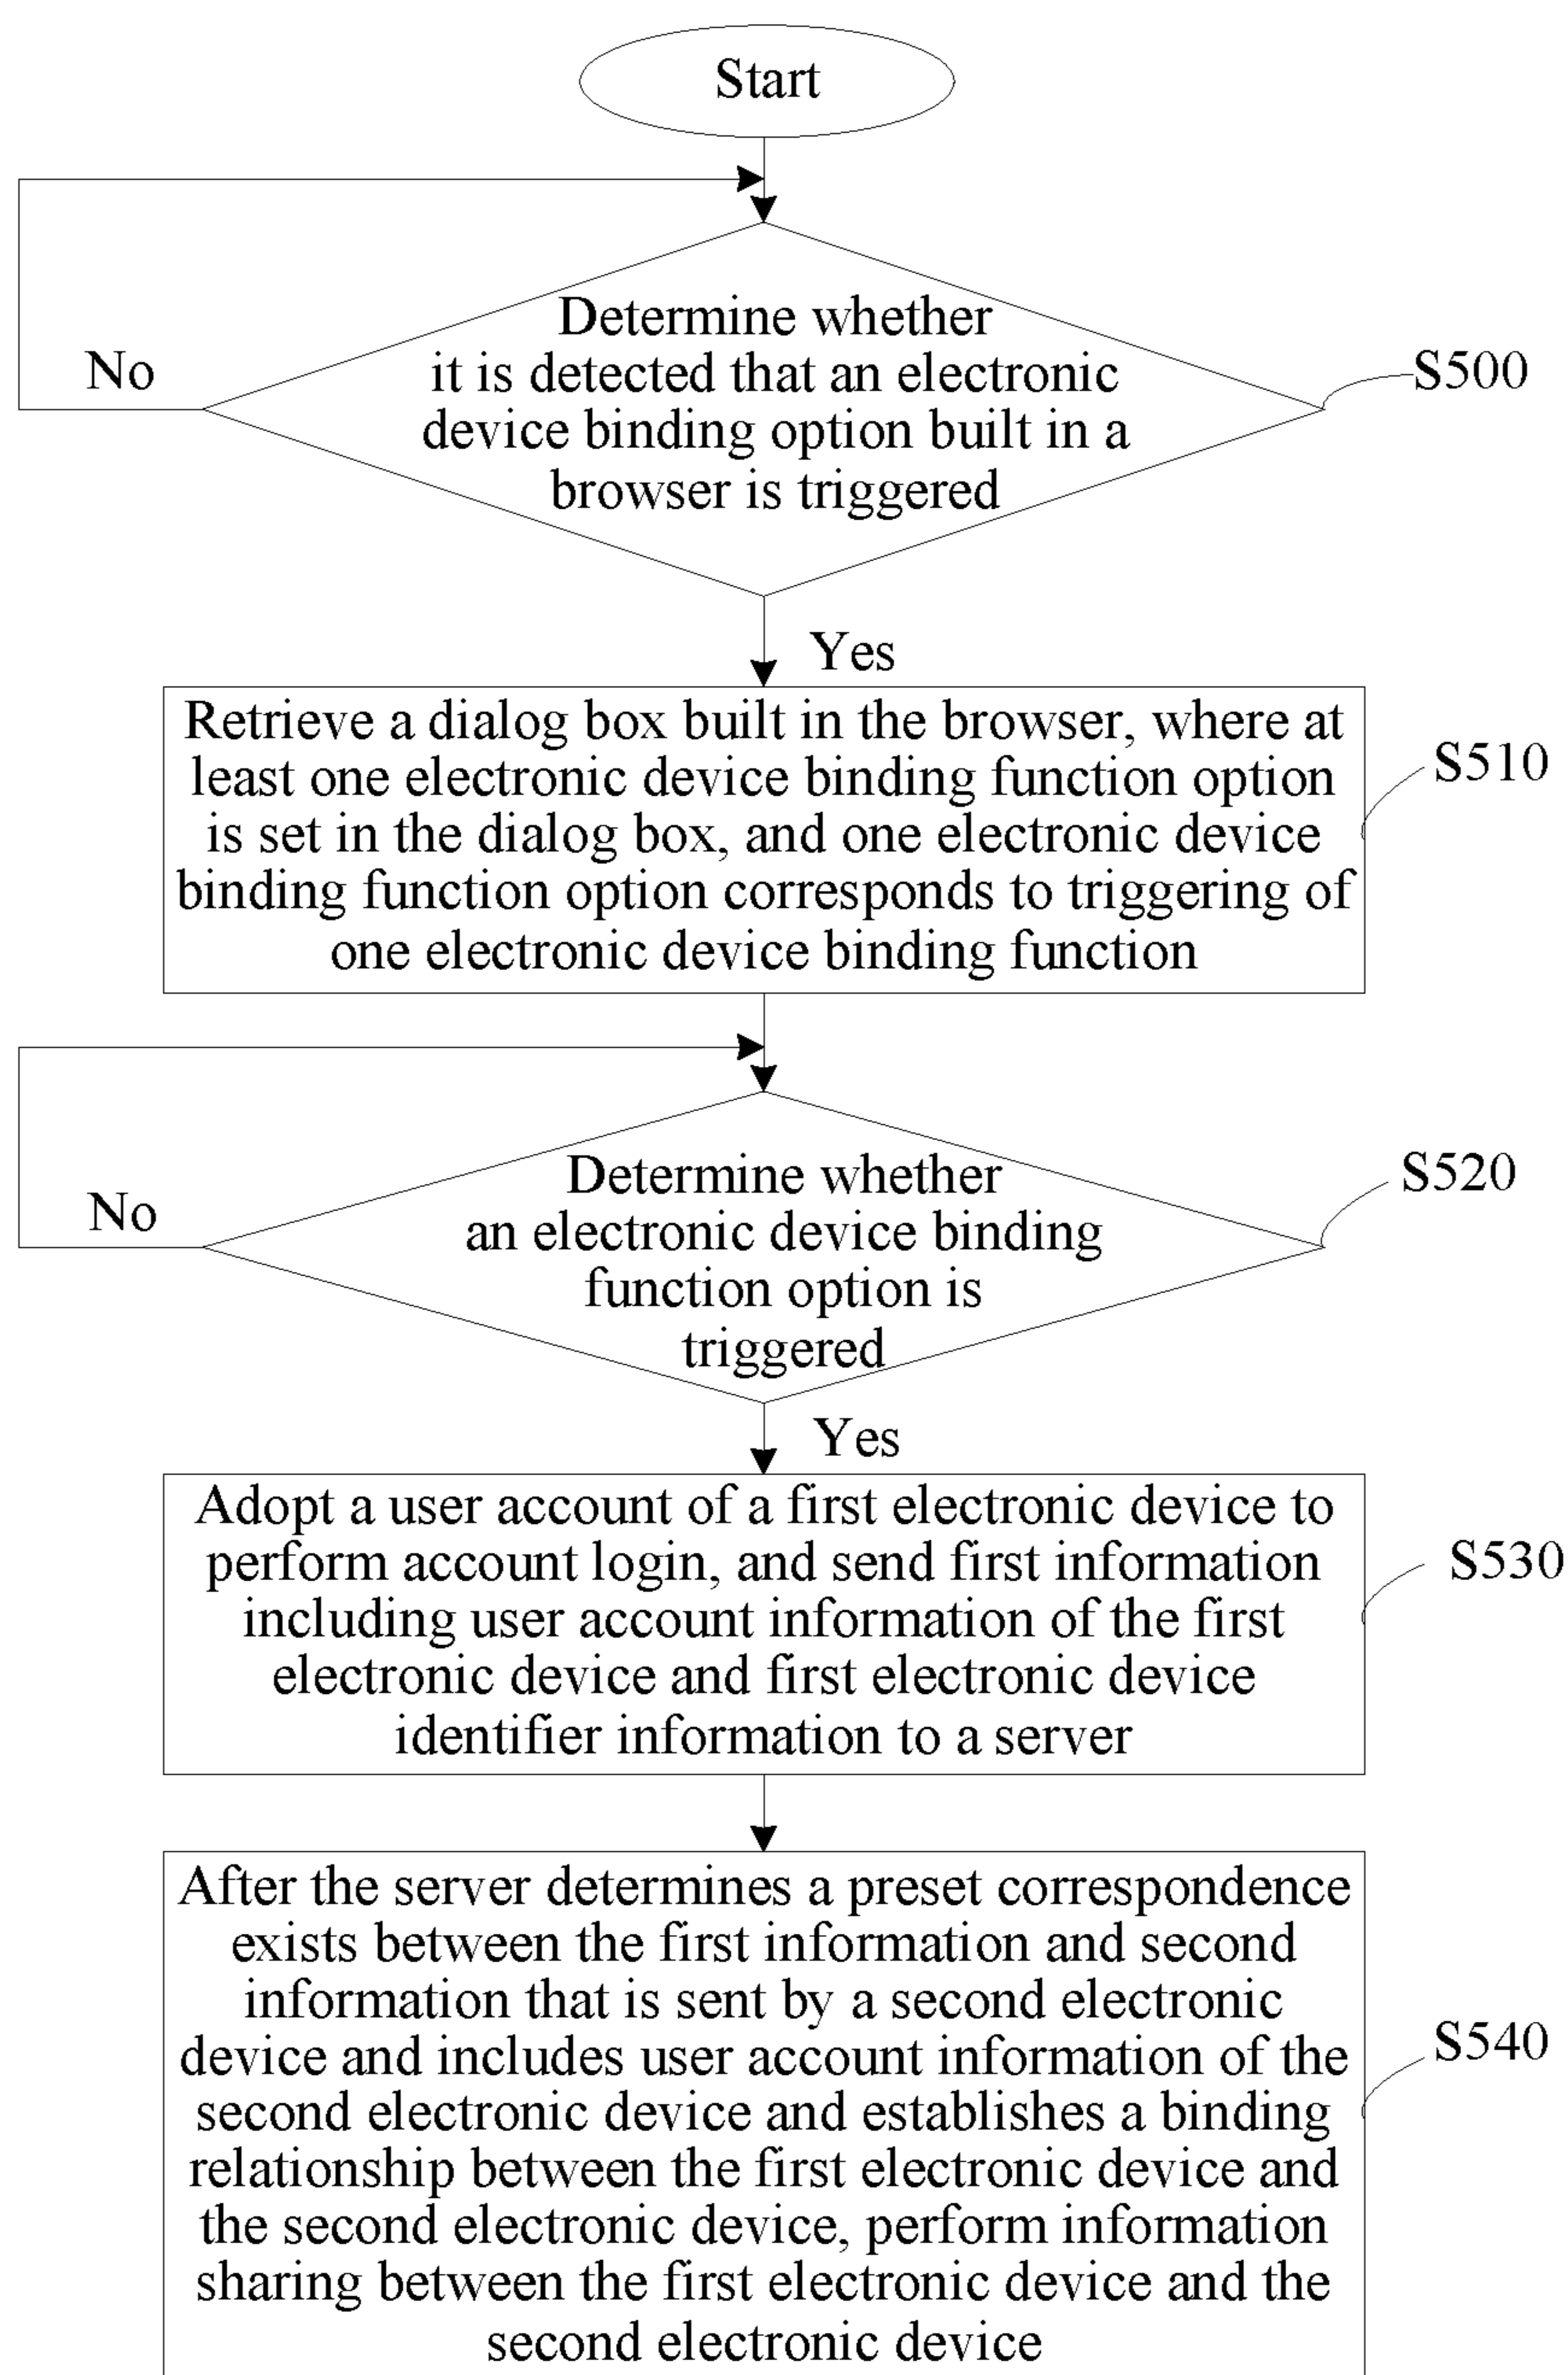 Start
Determine whether
it is detected that an electronic
device binding option built in a
browser is triggered
No
S500
Yes
Retrieve a dialog box built in the browser, where at
least one electronic device binding function option
is set in the dialog box, and one electronic device
binding function option corresponds to triggering of
one electronic device binding function
S510
Determine whether
an electronic device binding
function option is
triggered
No
S520
Yes
Adopt a user account of a first electronic device to
perform account login, and send first information
including user account information of the first
electronic device and first electronic device
identifier information to a server
S530
After the server determines a preset correspondence
exists between the first information and second
information that is sent by a second electronic
device and includes user account information of the
second electronic device and establishes a binding
relationship between the first electronic device and
the second electronic device, perform information
sharing between the first electronic device and the
second electronic device
S540